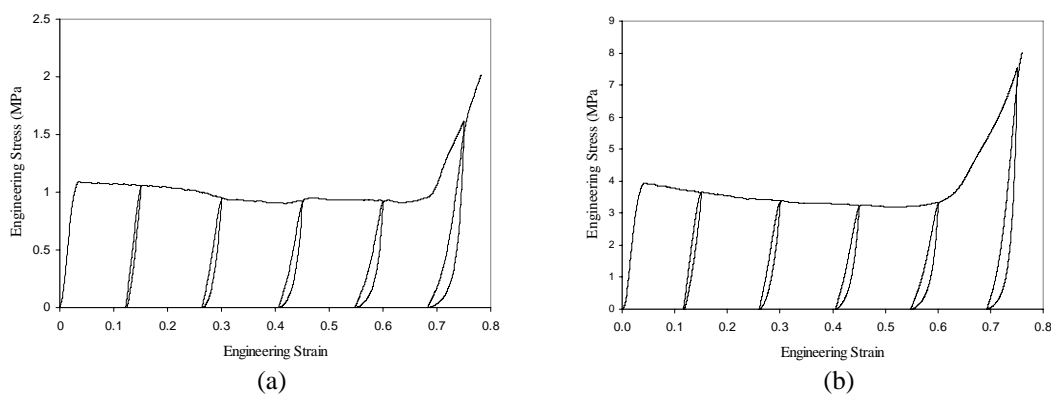 2.5
2
1.5
1
0.5
0
Engineering Stress (MPa
0 0.1 0.2 0.3 0.4 0.5 0.6 0.7 0.8
Engineering Strain
(a)
9
8
7
6
5
4
3
2
1
0
Engineering Stress (MPa
0.0 0.1 0.2 0.3 0.4 0.5 0.6 0.7 0.8
Engineering Strain
(b)